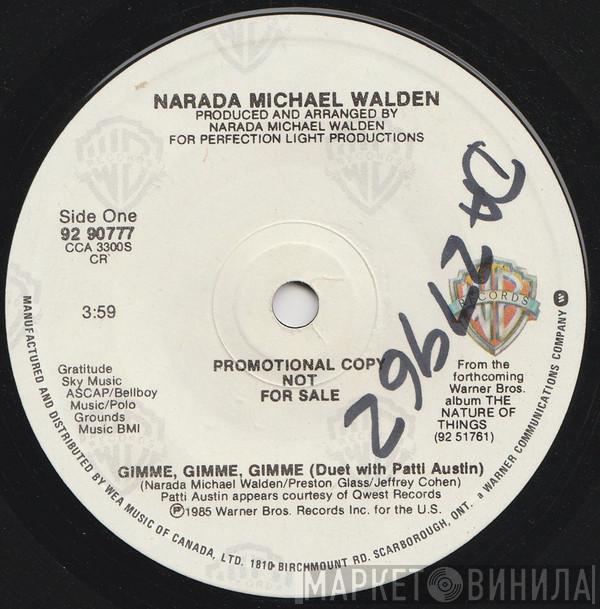 NARADA MICHAEL WALDEN
PRODUCED AND ARRANGED BY
NARADA MICHAEL WALDEN
FOR PERFECTION LIGHT PRODUCTIONS
Side One
92 90777
CCA 3300S
CR
3:59
DA 27962
RECORDS
PROMOTIONAL COPY
NOT
FOR SALE
Gratitude
Sky Music
ASCAP/Bellboy
Music/Polo
Grounds
Music BMI
From the
forthcoming
Warner Bros.
album THE
NATURE OF
THINGS
(92 51761)
GIMME, GIMME, GIMME (Duet with Patti Austin)
(Narada Michael Walden/Preston Glass/Jeffrey Cohen)
Patti Austin appears courtesy of Qwest Records
℗1985 Warner Bros. Records Inc. for the U.S.
MANUFACTURED AND DISTRIBUTED BY WEA MUSIC OF CANADA, LTD. 1810 BIRCHMOUNT RD. SCARBOROUGH, ONT. a WARNER COMMUNICATIONS COMPANY
МАРКЕТ ВИНИЛА